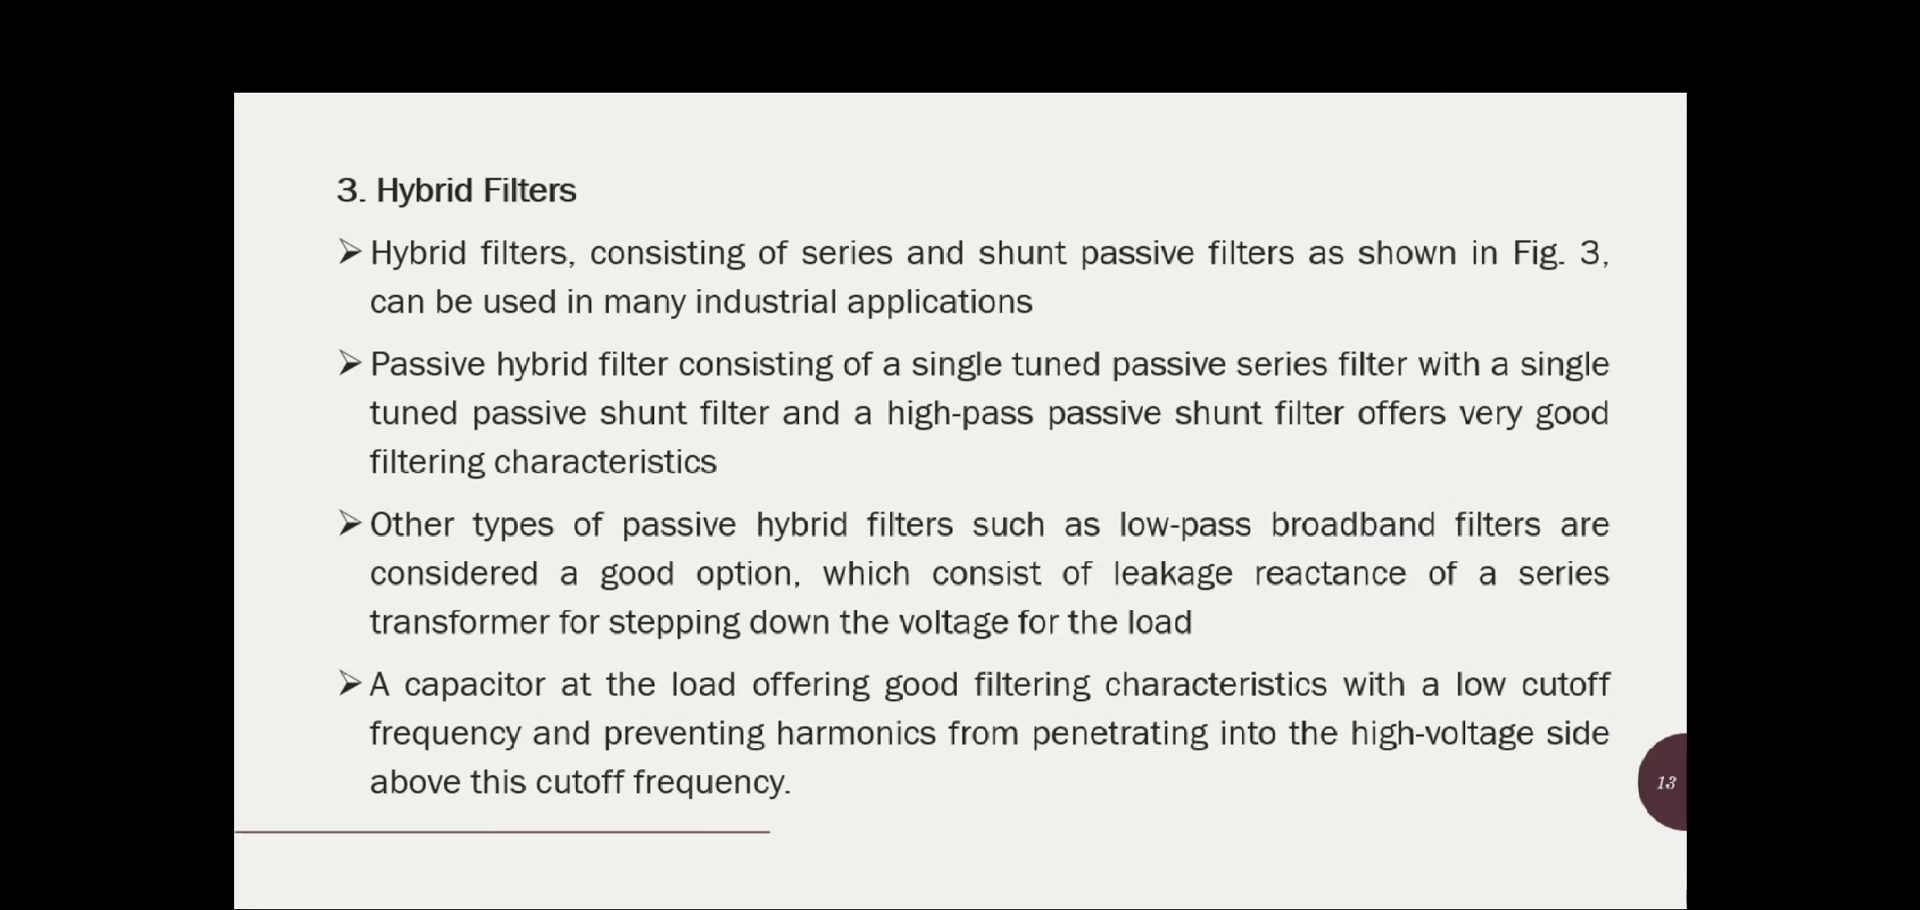 3. Hybrid Filters
➢ Hybrid filters, consisting of series and shunt passive filters as shown in Fig. 3,
can be used in many industrial applications
➢ Passive hybrid filter consisting of a single tuned passive series filter with a single
tuned passive shunt filter and a high-pass passive shunt filter offers very good
filtering characteristics
➢ Other types of passive hybrid filters such as low-pass broadband filters are
considered a good option, which consist of leakage reactance of a series
transformer for stepping down the voltage for the load
➢ A capacitor at the load offering good filtering characteristics with a low cutoff
frequency and preventing harmonics from penetrating into the high-voltage side
above this cutoff frequency.
13